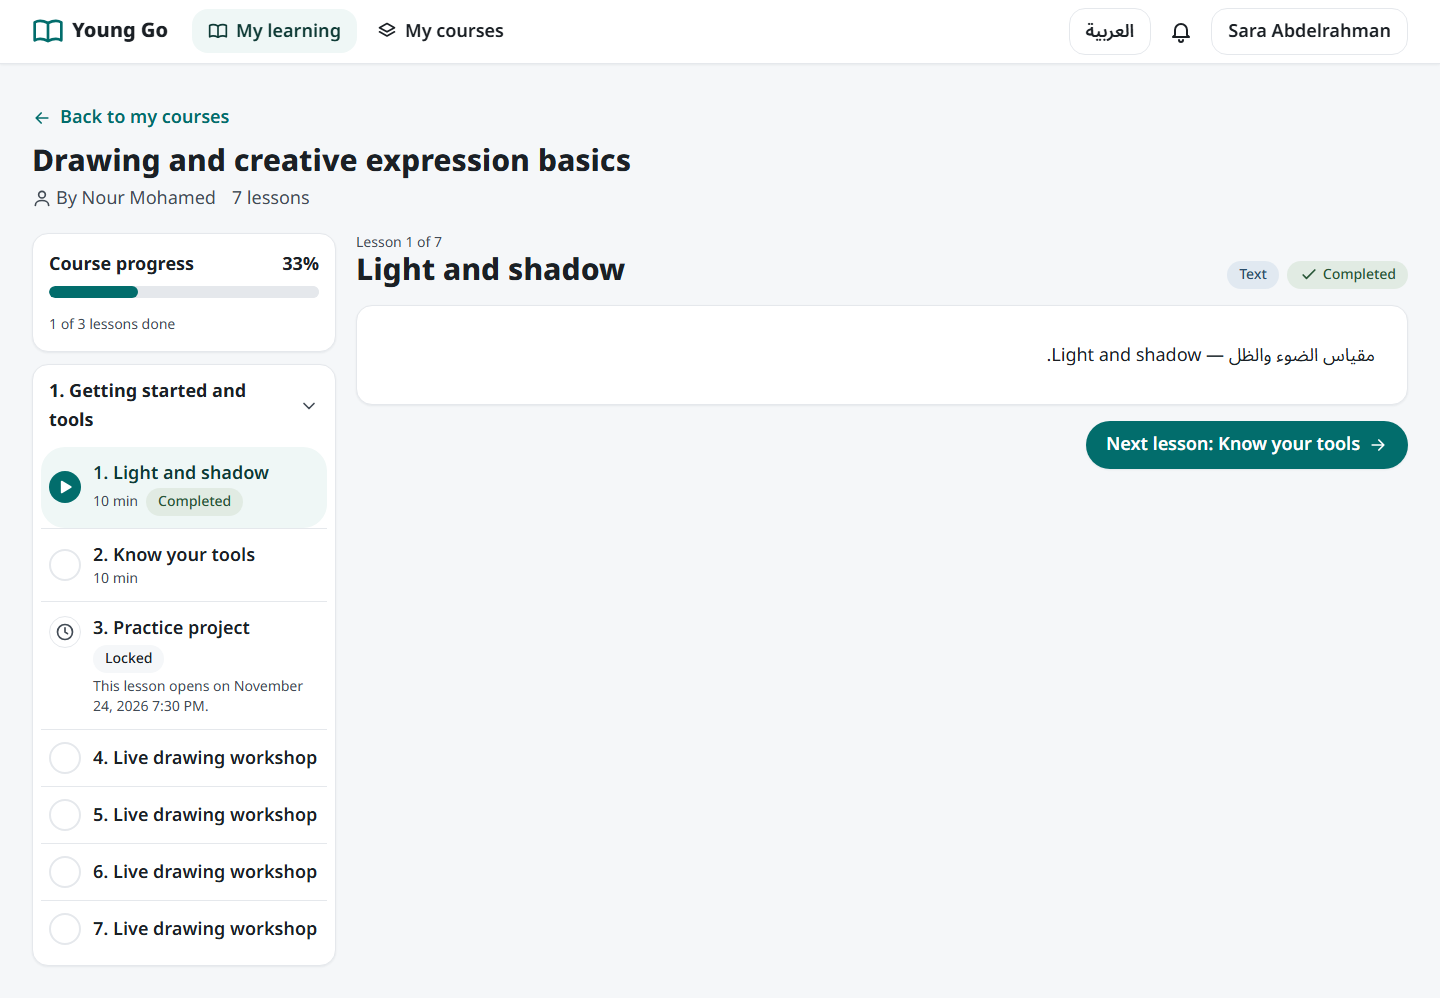 Young Go
My learning
My courses
العربية
Sara Abdelrahman
Back to my courses
Drawing and creative expression basics
By Nour Mohamed 7 lessons
Course progress 33%
1 of 3 lessons done
1. Getting started and
tools
1. Light and shadow
10 min Completed
2. Know your tools
10 min
3. Practice project
Locked
This lesson opens on November
24, 2026 7:30 PM.
4. Live drawing workshop
5. Live drawing workshop
6. Live drawing workshop
7. Live drawing workshop
Lesson 1 of 7
Light and shadow
Text
Completed
مقياس الضوء والظل — Light and shadow.
Next lesson: Know your tools